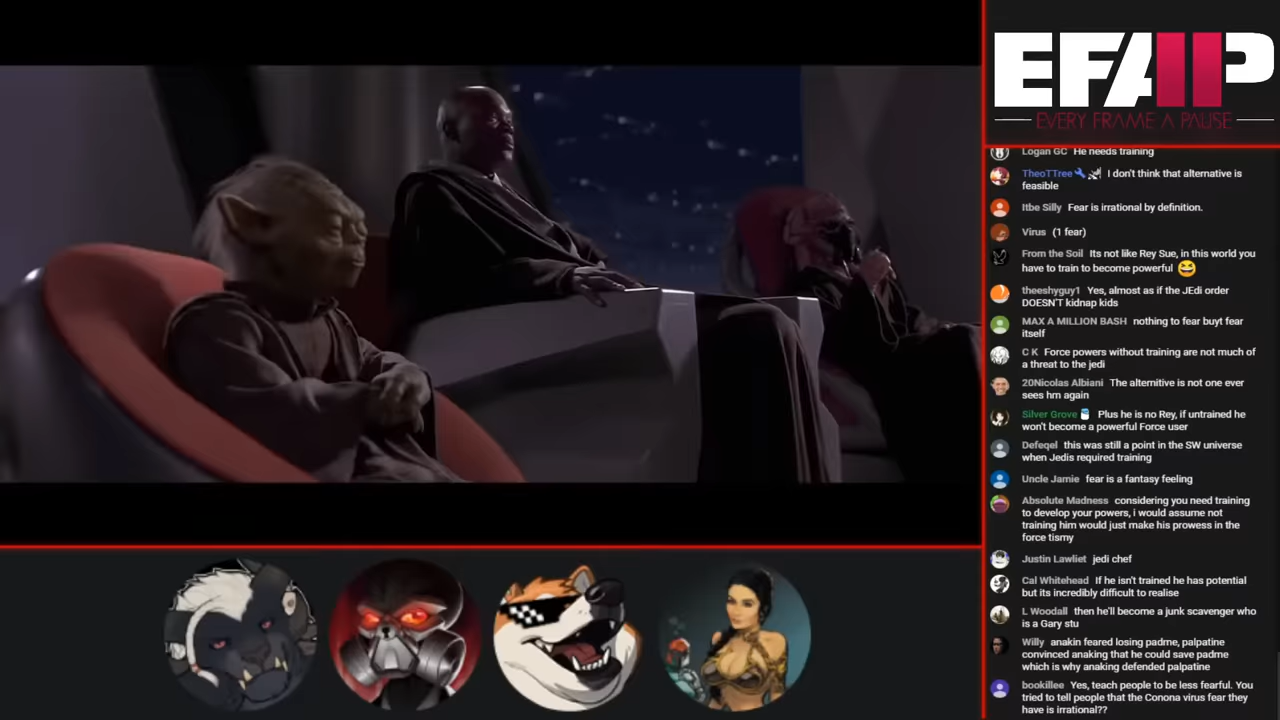 EFAP
EVERY FRAME A PAUSE
Logan GC He needs training
TheoTTree I don't think that alternative is
feasible
Itbe Silly Fear is irrational by definition.
Virus (1 fear)
From the Soil Its not like Rey Sue, in this world you
have to train to become powerful 😆
theeshyguy1 Yes, almost as if the JEdi order
DOESN'T kidnap kids
MAX A MILLION BASH nothing to fear buyt fear
itself
C K Force powers without training are not much of
a threat to the jedi
20Nicolas Albiani The alternitive is not one ever
sees hm again
Silver Grove Plus he is no Rey, if untrained he
won't become a powerful Force user
Defeqel this was still a point in the SW universe
when Jedis required training
Uncle Jamie fear is a fantasy feeling
Absolute Madness considering you need training
to develop your powers, i would assume not
training him would just make his prowess in the
force tismy
Justin Lawliet jedi chef
Cal Whitehead If he isn't trained he has potential
but its incredibly difficult to realise
L Woodall then he'll become a junk scavenger who
is a Gary stu
Willy anakin feared losing padme, palpatine
convinced anaking that he could save padme
which is why anaking defended palpatine
bookillee Yes, teach people to be less fearful. You
tried to tell people that the Conona virus fear they
have is irrational??